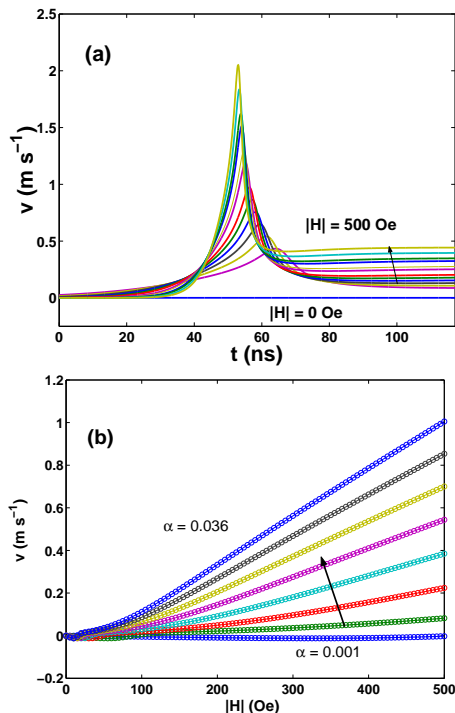 (a)
2.5
2
1.5
1
0.5
0
v (m s⁻¹)
|H| = 500 Oe
|H| = 0 Oe
0 20 40 60 80 100
t (ns)
(b)
1.2
1
0.8
0.6
0.4
0.2
0
−0.2
v (m s⁻¹)
α = 0.036
α = 0.001
0 100 200 300 400 500
|H| (Oe)